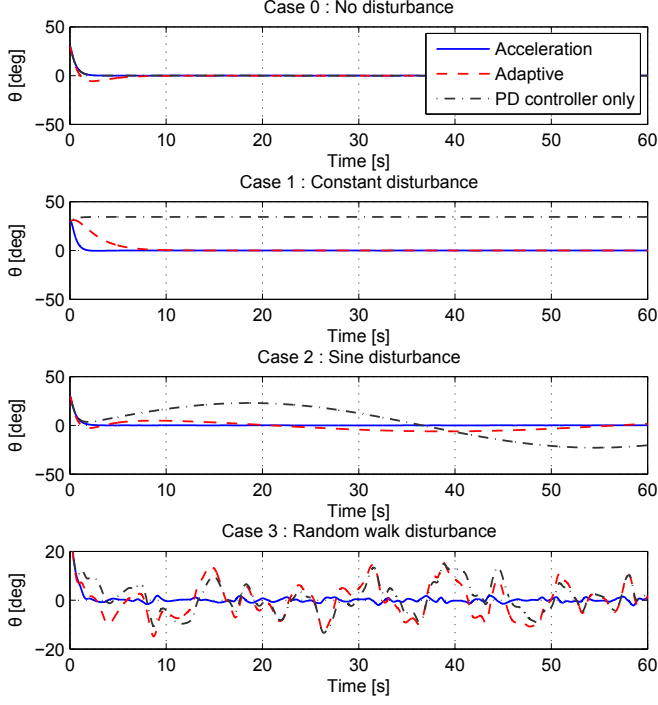 Case 0 : No disturbance
50
0
−50
θ [deg]
Acceleration
Adaptive
PD controller only
0 10 20 30 40 50 60
Time [s]
Case 1 : Constant disturbance
50
0
−50
θ [deg]
0 10 20 30 40 50 60
Time [s]
Case 2 : Sine disturbance
50
0
−50
θ [deg]
0 10 20 30 40 50 60
Time [s]
Case 3 : Random walk disturbance
20
0
−20
θ [deg]
0 10 20 30 40 50 60
Time [s]